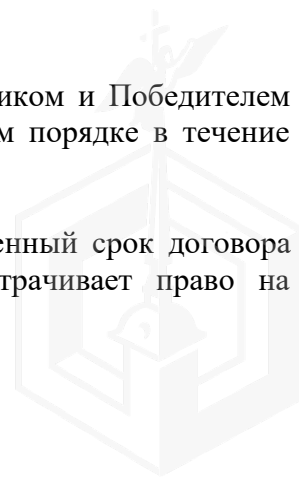 иком и Победителем
м порядке в течение
енный срок договора
трачивает право на